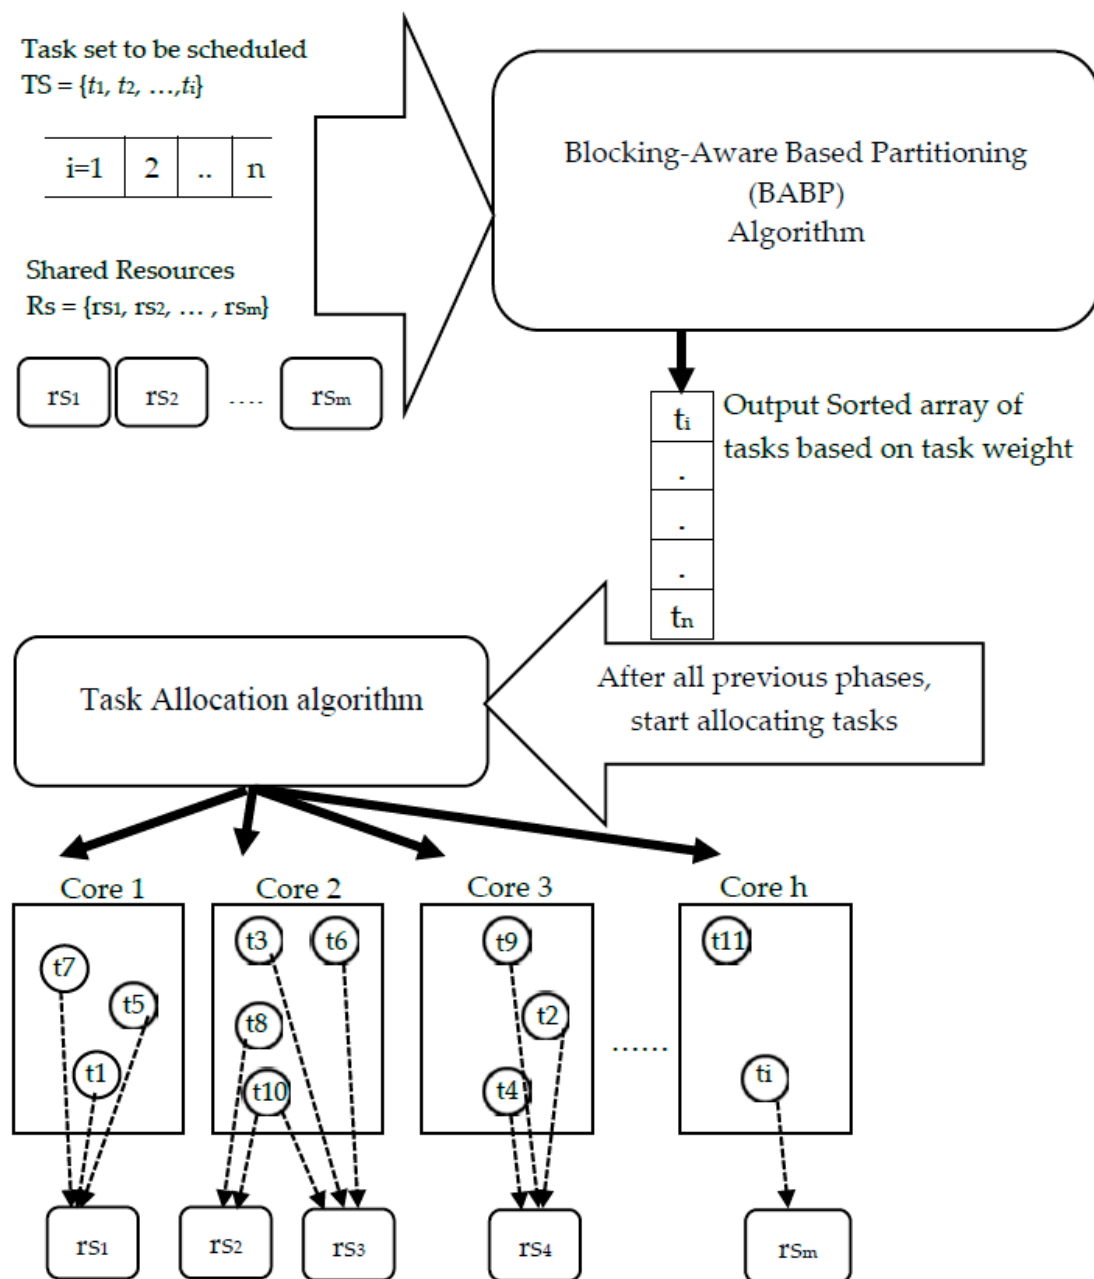 Task set to be scheduled
TS = {t1, t2, …,ti}
i=1 2 .. n
Shared Resources
Rs = {rs1, rs2, … , rsm}
rs1 rs2 …. rsm
Blocking-Aware Based Partitioning
(BABP)
Algorithm
ti
.
.
.
tn
Output Sorted array of
tasks based on task weight
After all previous phases,
start allocating tasks
Task Allocation algorithm
Core 1 Core 2 Core 3 Core h
t7 t5 t1
t3 t6 t8 t10
t9 t2 t4
……
t11 ti
rs1 rs2 rs3 rs4 rsm